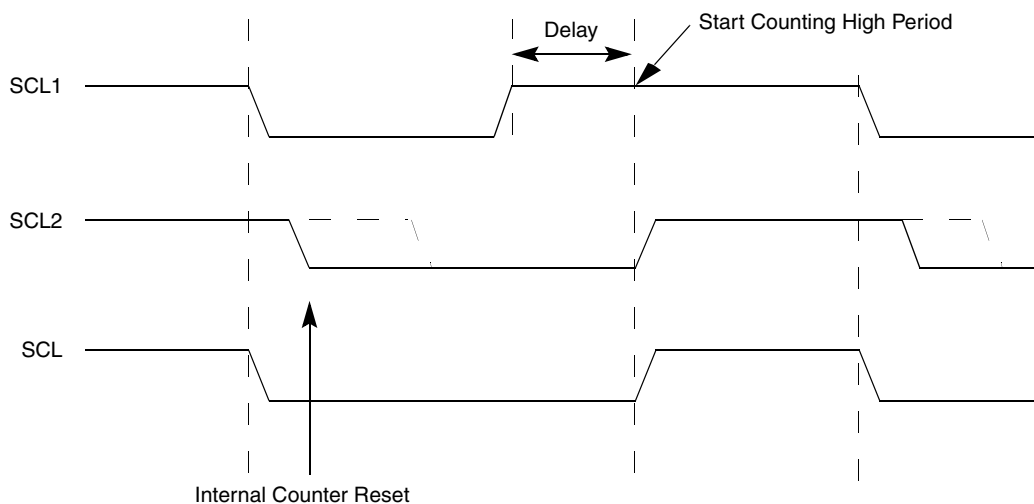 Start Counting High Period
Delay
SCL1
SCL2
SCL
Internal Counter Reset